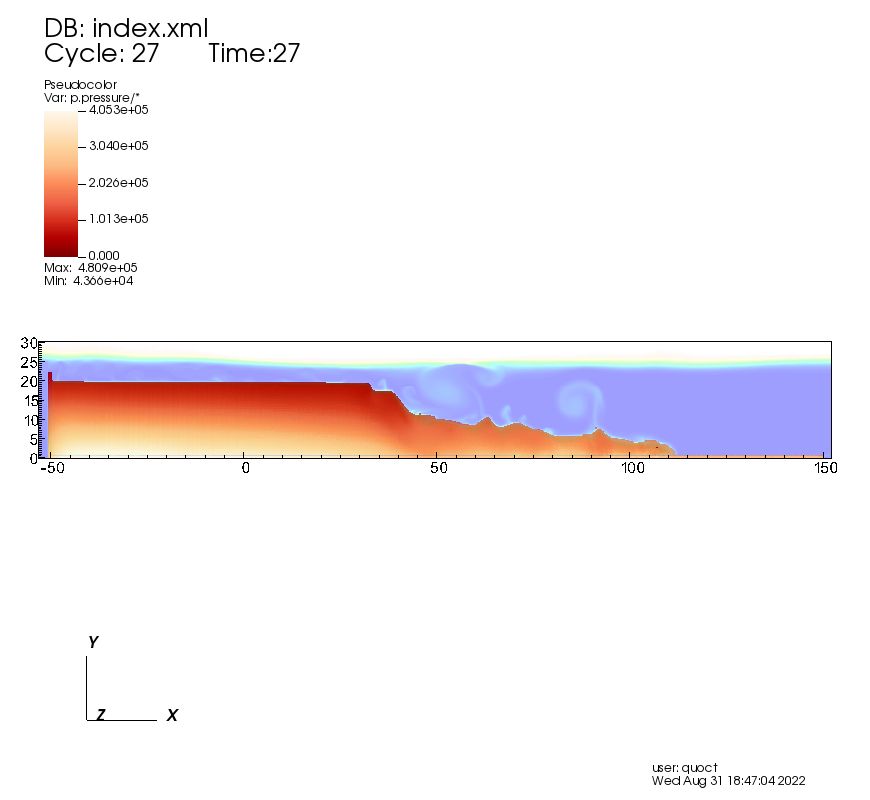 DB: index.xml
Cycle: 27 Time:27
Pseudocolor
Var: p.pressure/*
4.053e+05
3.040e+05
2.026e+05
1.013e+05
0.000
Max: 4.809e+05
Min: 4.366e+04
30
25
20
15
10
5
0
-50 0 50 100 150
Y
Z X
user: quoct
Wed Aug 31 18:47:04 2022